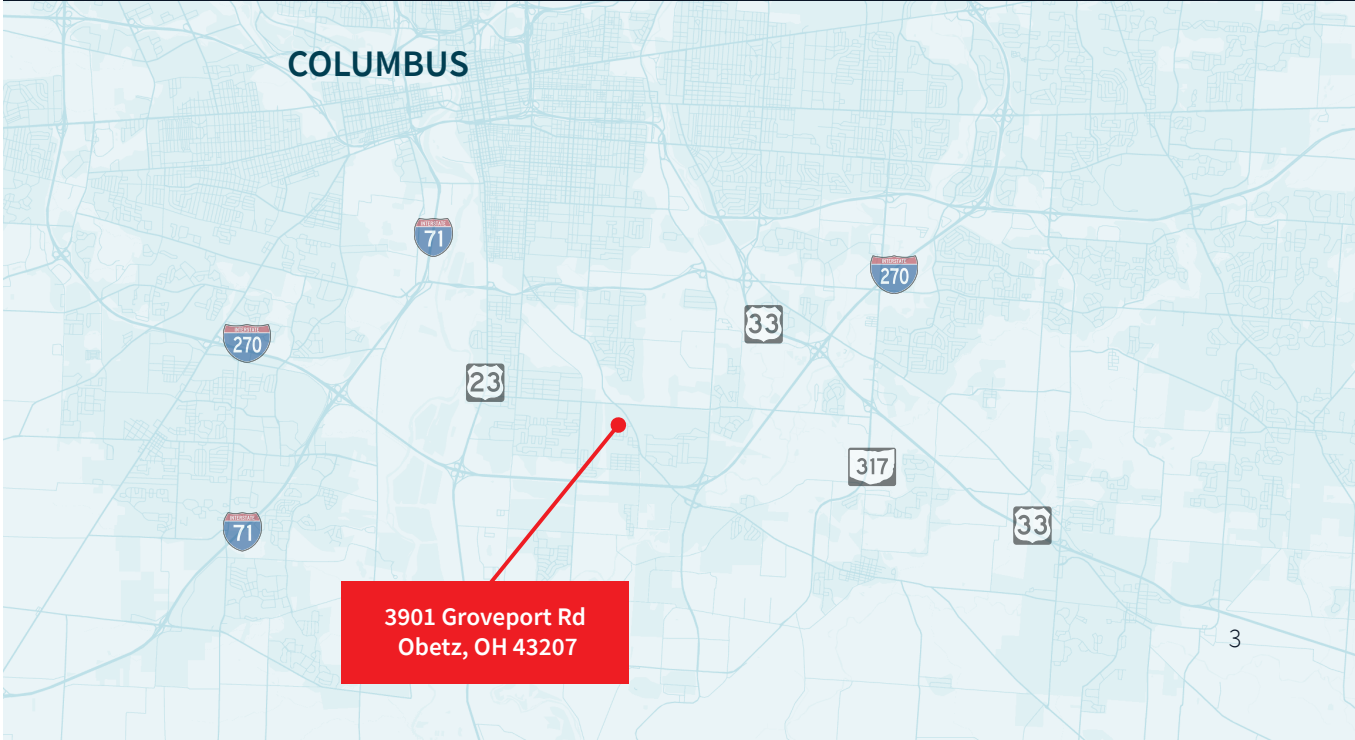 COLUMBUS
INTERSTATE
71
INTERSTATE
270
33
INTERSTATE
270
23
317
INTERSTATE
71
33
3901 Groveport Rd
Obetz, OH 43207
3